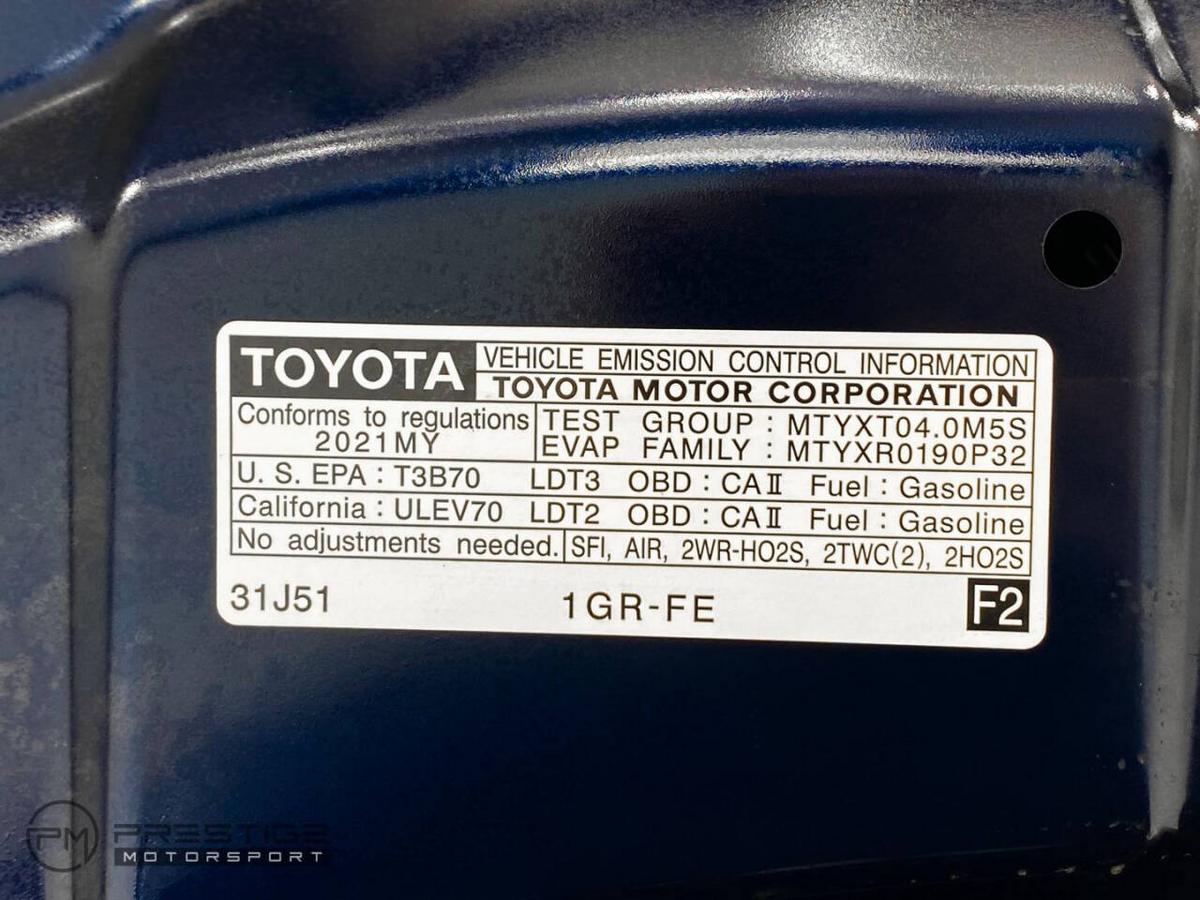 TOYOTA VEHICLE EMISSION CONTROL INFORMATION
TOYOTA MOTOR CORPORATION
Conforms to regulations
2021MY
TEST GROUP : MTYXT04.0M5S
EVAP FAMILY : MTYXR0190P32
U. S. EPA : T3B70 LDT3 OBD : CAⅡ Fuel : Gasoline
California : ULEV70 LDT2 OBD : CAⅡ Fuel : Gasoline
No adjustments needed. SFI, AIR, 2WR-HO2S, 2TWC(2), 2HO2S
31J51 1GR-FE F2
PM PRESTIGE
MOTORSPORT